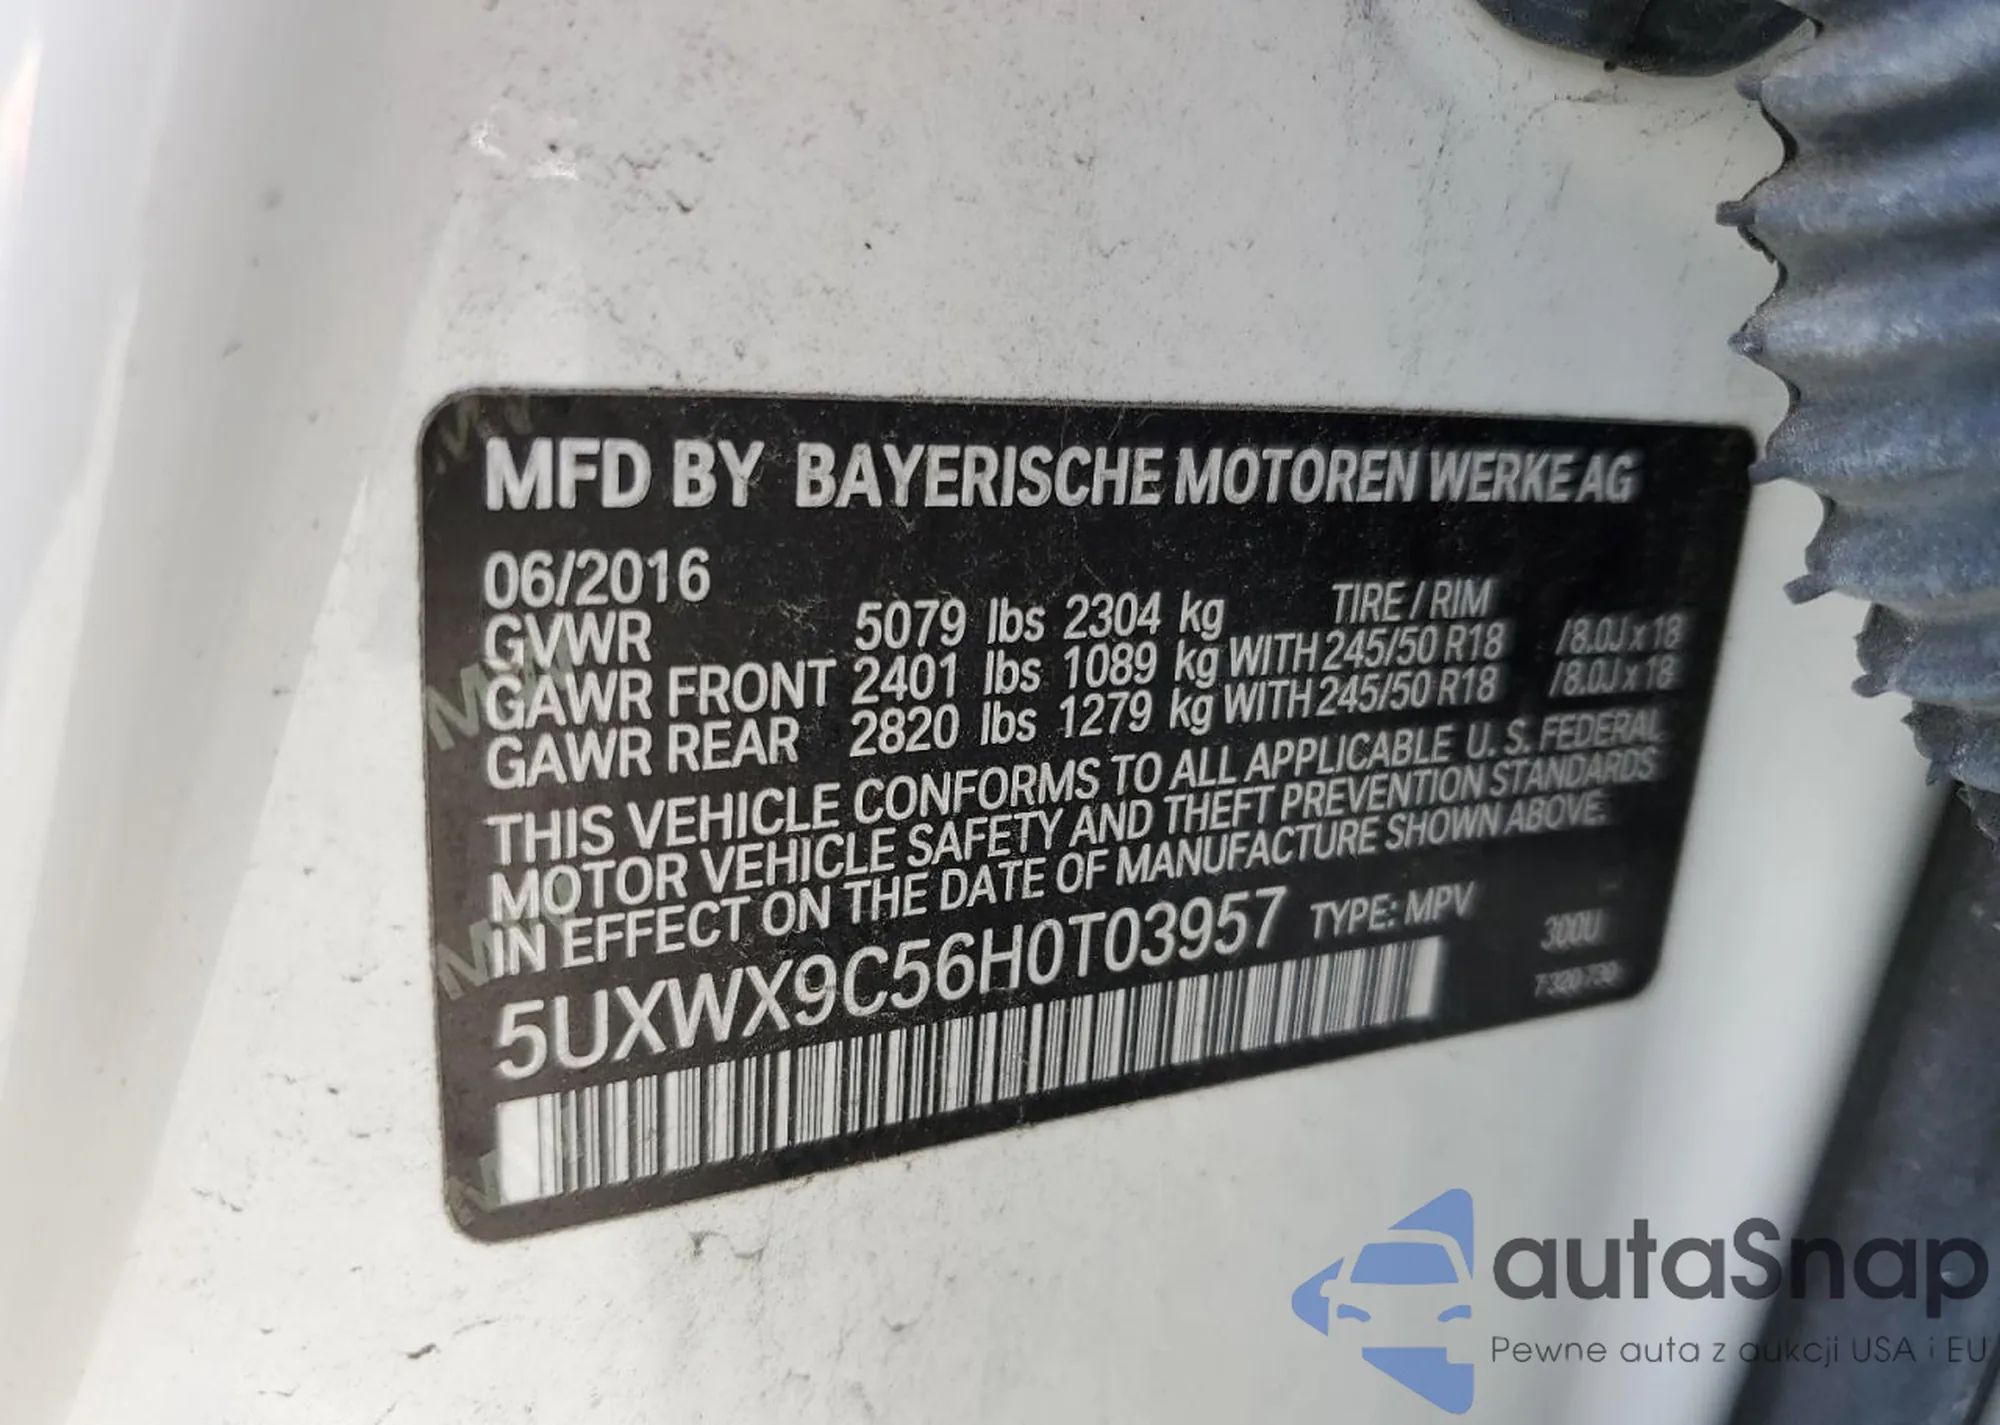 MFD BY BAYERISCHE MOTOREN WERKE AG
06/2016 TIRE / RIM
GVWR 5079 lbs 2304 kg
GAWR FRONT 2401 lbs 1089 kg WITH 245/50 R18 /8.0J x 18
GAWR REAR 2820 lbs 1279 kg WITH 245/50 R18 /8.0J x 18
THIS VEHICLE CONFORMS TO ALL APPLICABLE U. S. FEDERAL
MOTOR VEHICLE SAFETY AND THEFT PREVENTION STANDARDS
IN EFFECT ON THE DATE OF MANUFACTURE SHOWN ABOVE.
5UXWX9C56H0T03957 TYPE: MPV
300U
autaSnap
Pewne auta z aukcji USA i EU